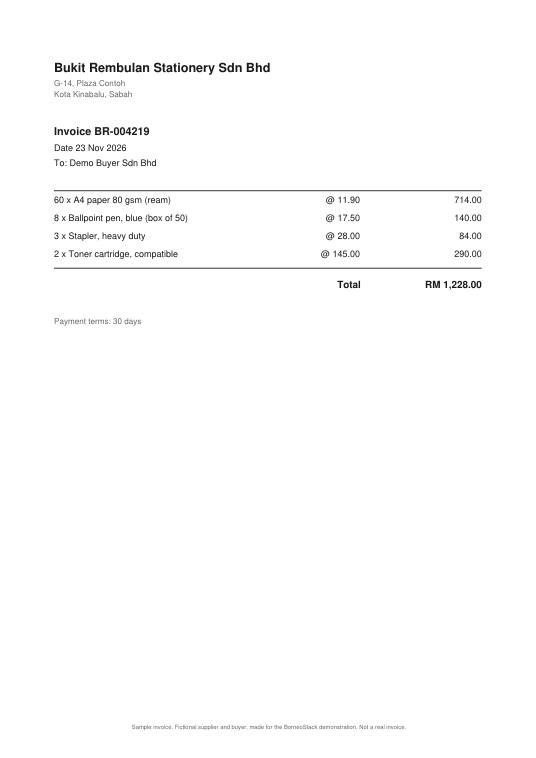 Bukit Rembulan Stationery Sdn Bhd
G-14, Plaza Contoh
Kota Kinabalu, Sabah
Invoice BR-004219
Date 23 Nov 2026
To: Demo Buyer Sdn Bhd
60 x A4 paper 80 gsm (ream) @ 11.90 714.00
8 x Ballpoint pen, blue (box of 50) @ 17.50 140.00
3 x Stapler, heavy duty @ 28.00 84.00
2 x Toner cartridge, compatible @ 145.00 290.00
Total RM 1,228.00
Payment terms: 30 days
Sample invoice. Fictional supplier and buyer, made for the BorneoStack demonstration. Not a real invoice.